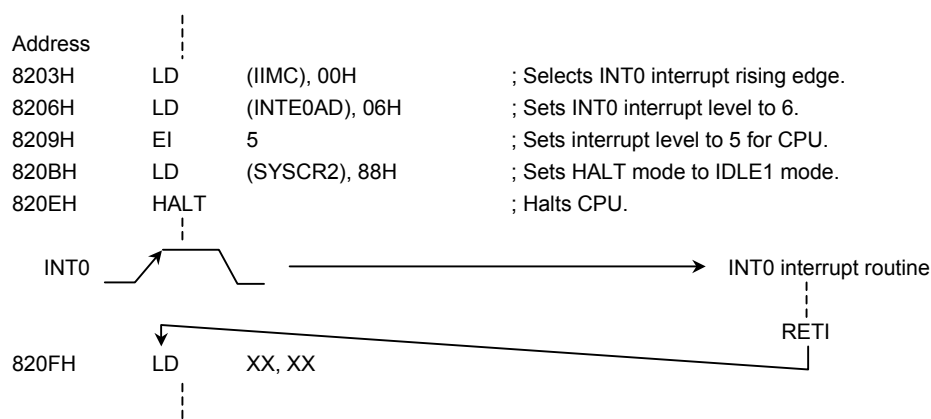 Address
8203H LD (IIMC), 00H ; Selects INT0 interrupt rising edge.
8206H LD (INTE0AD), 06H ; Sets INT0 interrupt level to 6.
8209H EI 5 ; Sets interrupt level to 5 for CPU.
820BH LD (SYSCR2), 88H ; Sets HALT mode to IDLE1 mode.
820EH HALT ; Halts CPU.
INT0 INT0 interrupt routine
RETI
820FH LD XX, XX